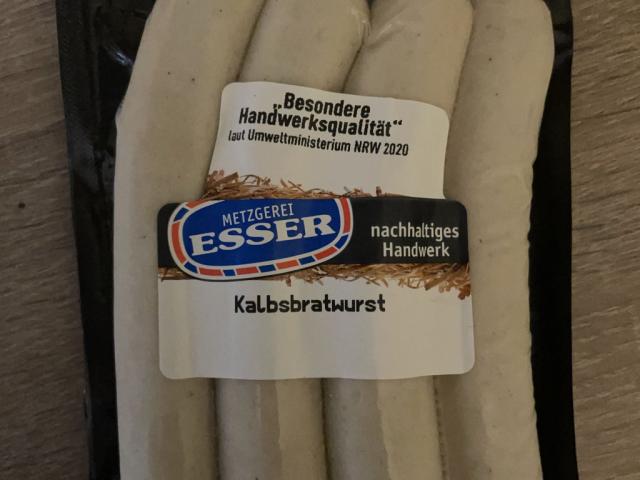 „Besondere
Handwerksqualität“
laut Umweltministerium NRW 2020
METZGEREI
ESSER
nachhaltiges
Handwerk
Kalbsbratwurst